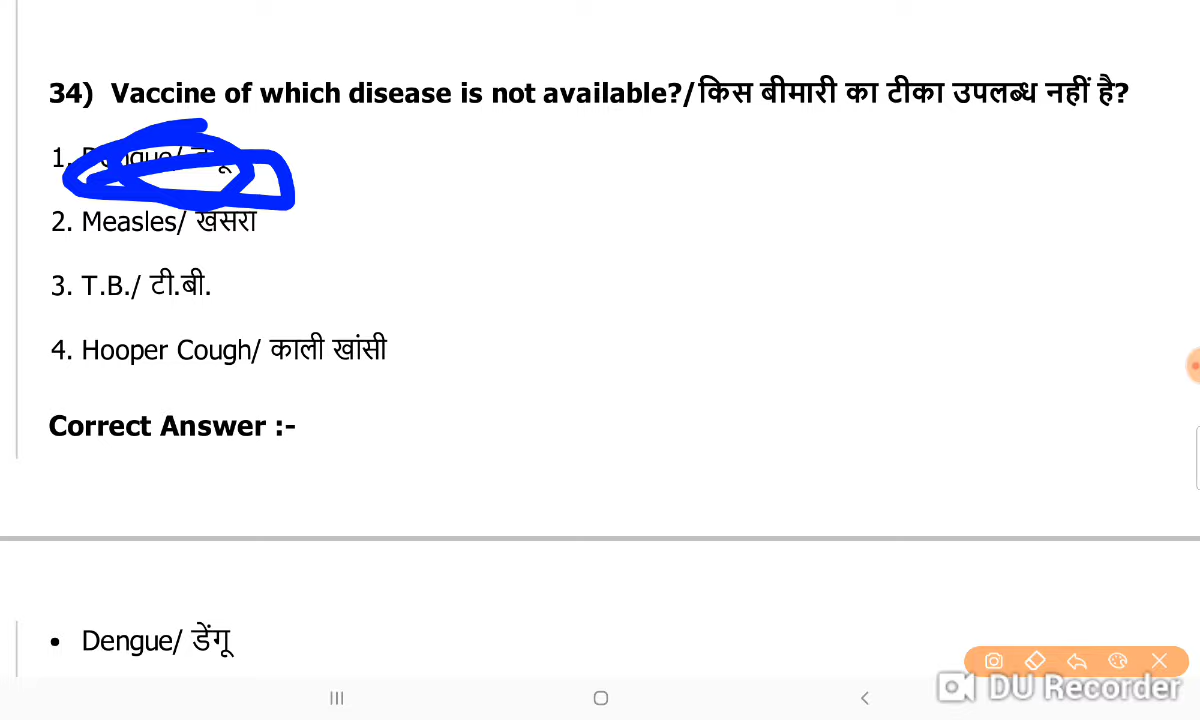 34) Vaccine of which disease is not available?/किस बीमारी का टीका उपलब्ध नहीं है?
1.
2. Measles/ खसरा
3. T.B./ टी.बी.
4. Hooper Cough/ काली खांसी
Correct Answer :-
• Dengue/ डेंगू
DU Recorder